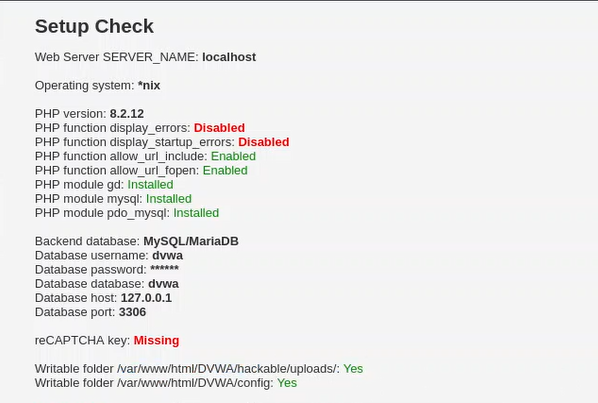 Setup Check
Web Server SERVER_NAME: localhost
Operating system: *nix
PHP version: 8.2.12
PHP function display_errors: Disabled
PHP function display_startup_errors: Disabled
PHP function allow_url_include: Enabled
PHP function allow_url_fopen: Enabled
PHP module gd: Installed
PHP module mysql: Installed
PHP module pdo_mysql: Installed
Backend database: MySQL/MariaDB
Database username: dvwa
Database password: ******
Database database: dvwa
Database host: 127.0.0.1
Database port: 3306
reCAPTCHA key: Missing
Writable folder /var/www/html/DVWA/hackable/uploads/: Yes
Writable folder /var/www/html/DVWA/config: Yes